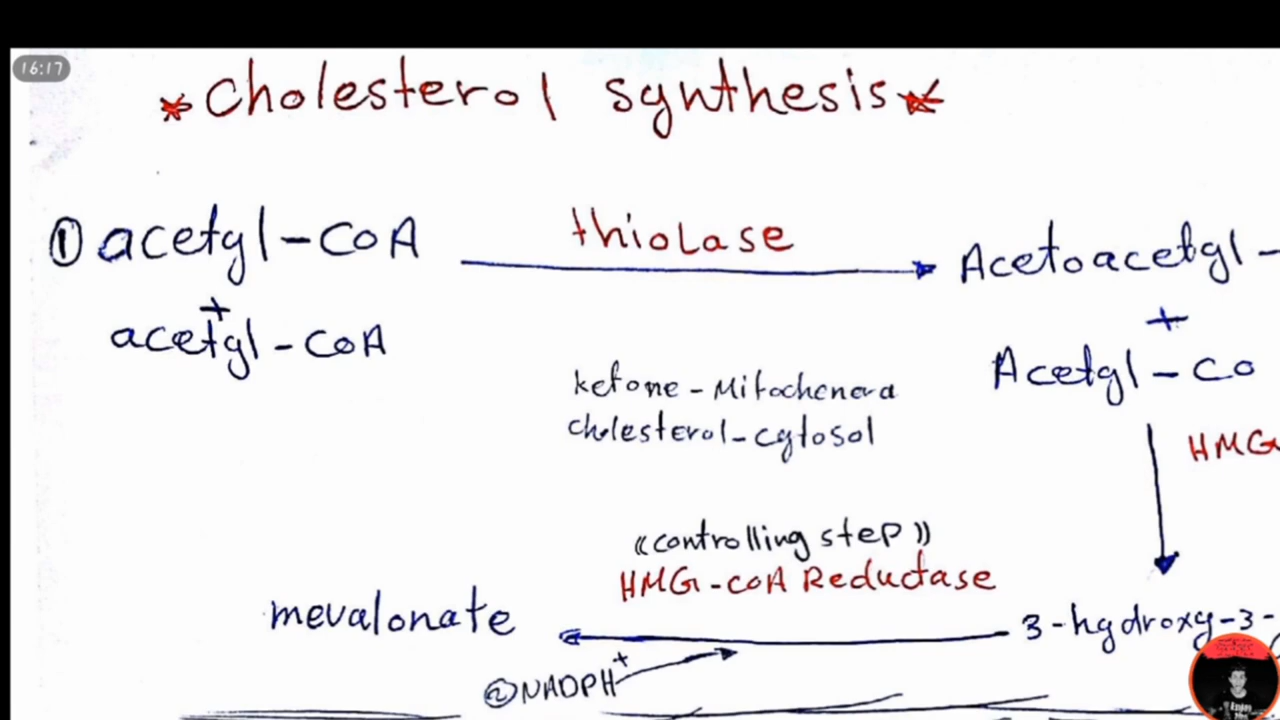 16:17
*Cholesterol synthesis*
① acetyl-CoA
thiolase
Acetoacetyl-
+
acetyl-CoA
+
Acetyl-Co
ketone-Mitochenera
cholesterol-cytosol
HMG
((controlling step))
HMG-CoA Reductase
mevalonate
3-hydroxy-3-
②NADPH+